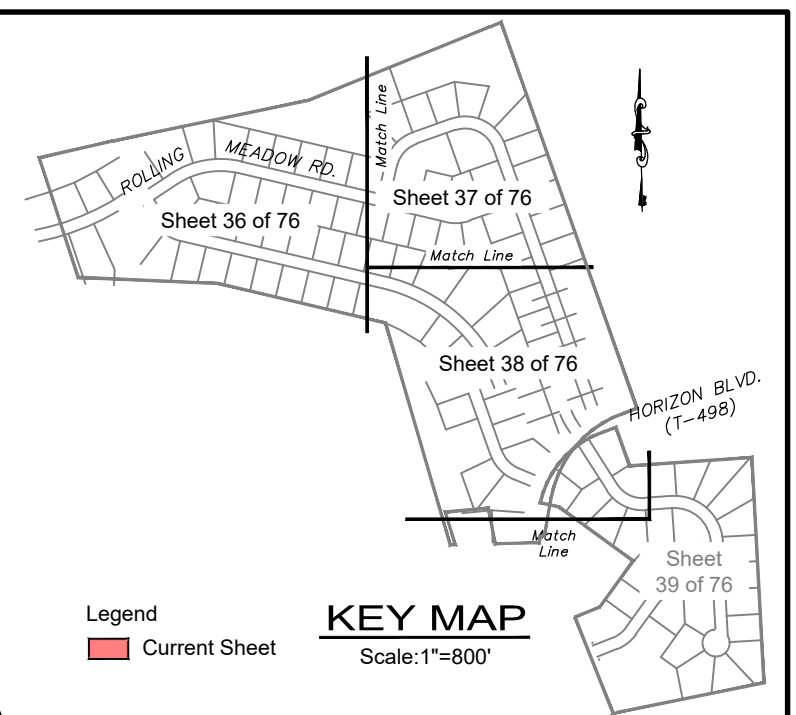 ROLLING
MEADOW RD.
Match Line
Sheet 37 of 76
Sheet 36 of 76
Match Line
Sheet 38 of 76
HORIZON BLVD.
(T-498)
Match
Line
Sheet
39 of 76
Legend
Current Sheet
KEY MAP
Scale:1"=800'